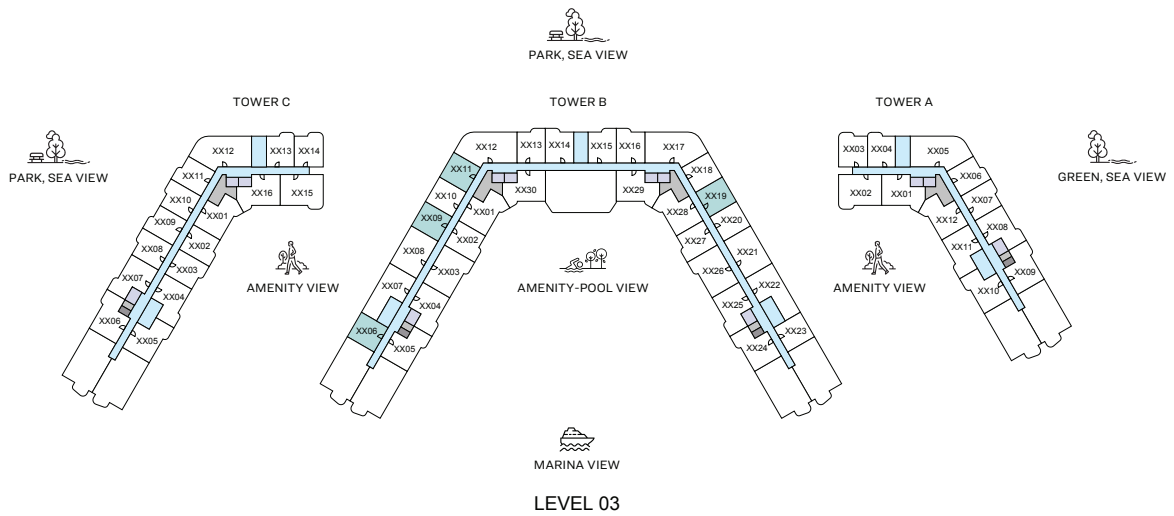 PARK, SEA VIEW
TOWER C
TOWER B
TOWER A
PARK, SEA VIEW
GREEN, SEA VIEW
XX12
XX13
XX14
XX11
XX16
XX15
XX10
XX01
XX09
XX02
XX08
XX03
XX07
XX04
XX06
XX05
XX12
XX13
XX14
XX15
XX16
XX17
XX11
XX30
XX29
XX18
XX10
XX01
XX28
XX19
XX09
XX02
XX27
XX20
XX08
XX03
XX26
XX21
XX07
XX04
XX25
XX22
XX06
XX05
XX24
XX23
XX03
XX04
XX05
XX02
XX01
XX06
XX12
XX07
XX11
XX08
XX10
XX09
AMENITY VIEW
AMENITY-POOL VIEW
AMENITY VIEW
MARINA VIEW
LEVEL 03